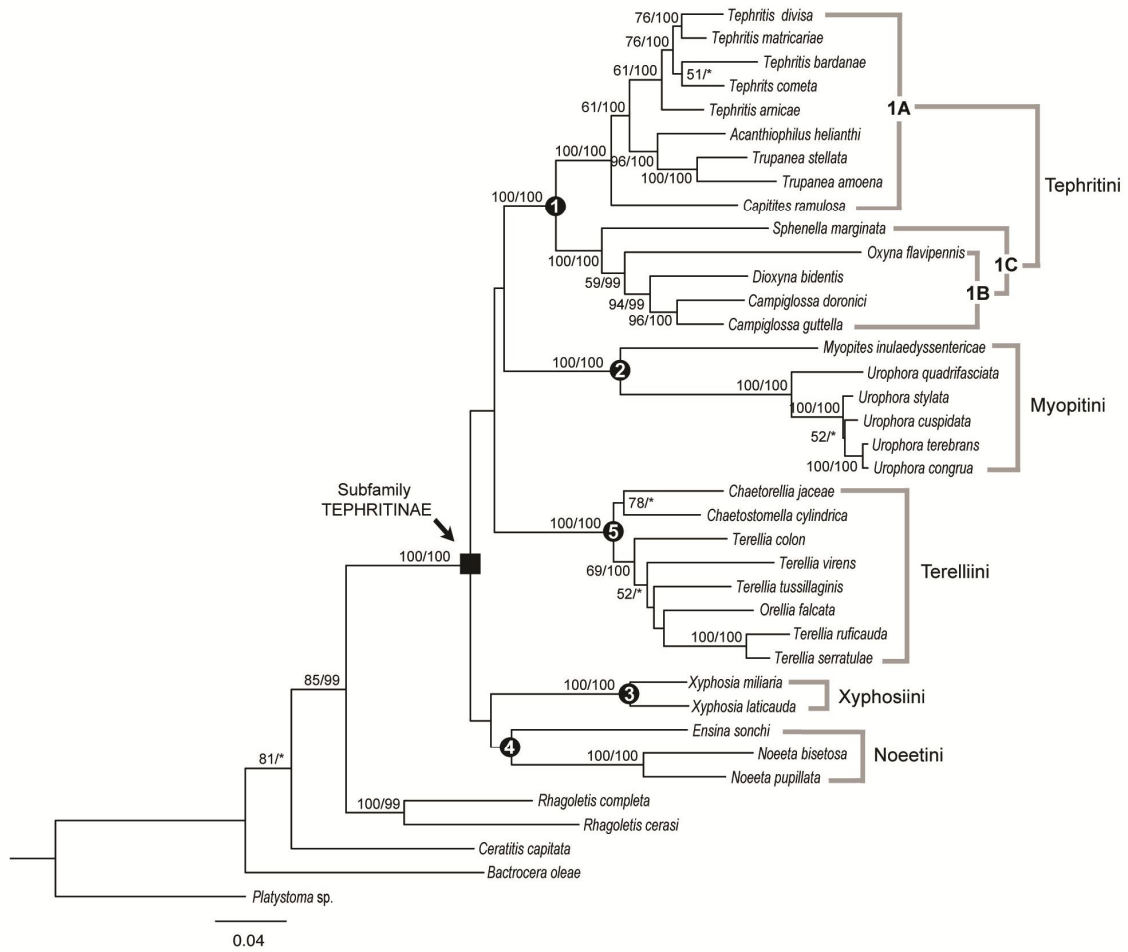 76/100
Tephritis divisa
76/100
Tephritis matricariae
Tephritis bardanae
61/100
51/*
Tephrits cometa
61/100
Tephritis arnicae
1A
Acanthiophilus helianthi
100/100
96/100
Trupanea stellata
100/100
Trupanea amoena
Tephritini
100/100
1
Capitites ramulosa
Sphenella marginata
100/100
Oxyna flavipennis
1C
59/99
Dioxyna bidentis
1B
94/99
Campiglossa doronici
96/100
Campiglossa guttella
100/100
2
Myopites inulaedyssentericae
100/100
Urophora quadrifasciata
100/100
Urophora stylata
Myopitini
52/*
Urophora cuspidata
Urophora terebrans
100/100
Urophora congrua
Subfamily
TEPHRITINAE
Chaetorellia jaceae
78/*
100/100
5
Chaetostomella cylindrica
Terellia colon
100/100
69/100
Terellia virens
Terelliini
52/*
Terellia tussillaginis
Orellia falcata
100/100
Terellia ruficauda
Terellia serratulae
85/99
100/100
3
Xyphosia miliaria
Xyphosiini
Xyphosia laticauda
4
Ensina sonchi
81/*
100/100
Noeeta bisetosa
Noeetini
Noeeta pupillata
100/99
Rhagoletis completa
Rhagoletis cerasi
Ceratitis capitata
Bactrocera oleae
Platystoma sp.
0.04